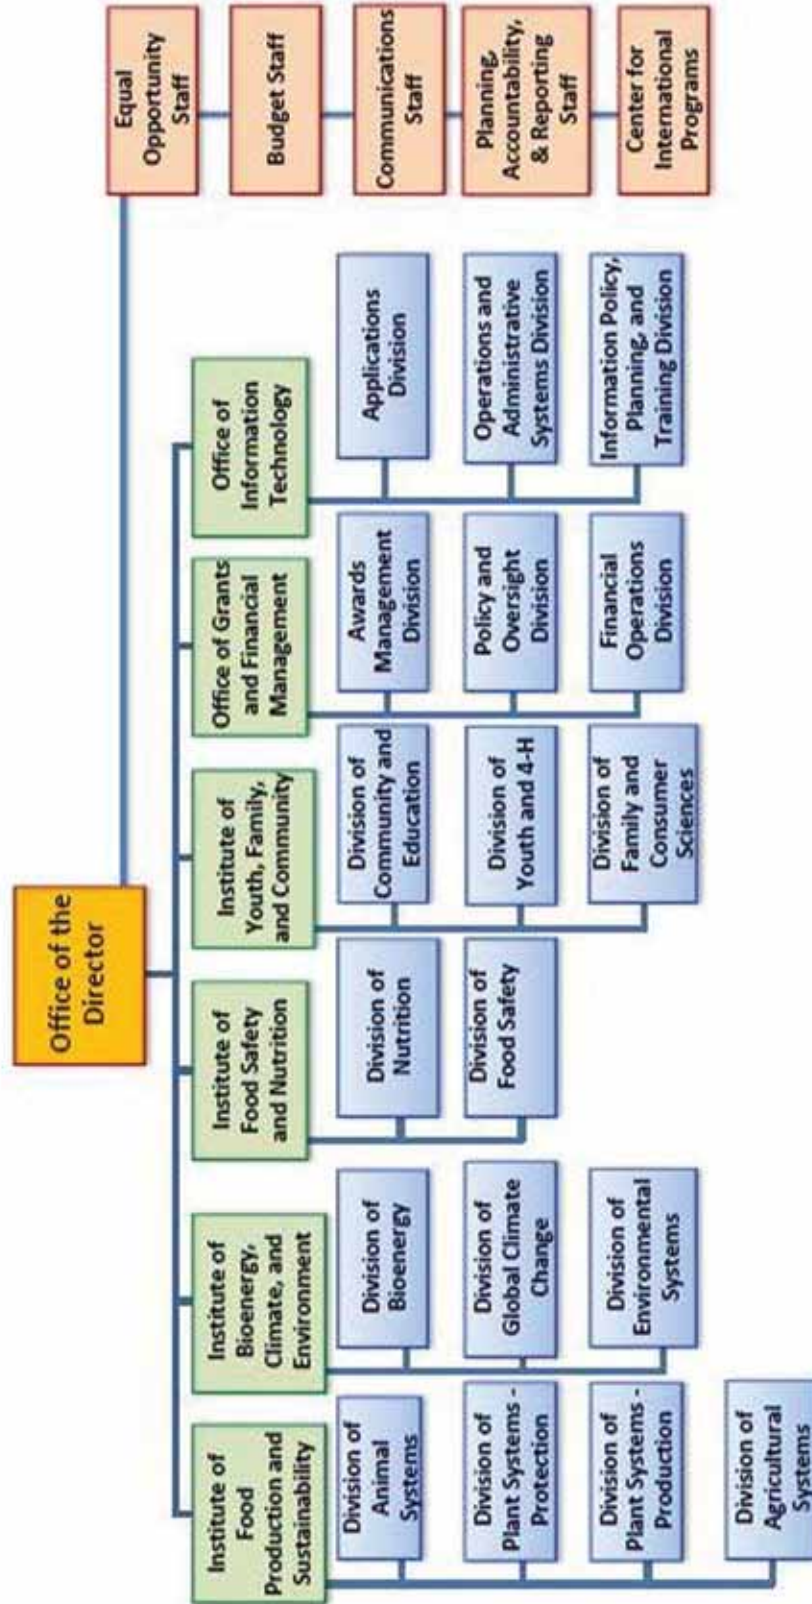 Office of the
Director
Equal
Opportunity
Staff
Budget Staff
Communications
Staff
Planning,
Accountability,
& Reporting
Staff
Center for
International
Programs
Institute of
Food
Production and
Sustainability
Division of
Animal
Systems
Division of
Plant Systems -
Protection
Division of
Plant Systems -
Production
Division of
Agricultural
Systems
Institute of
Bioenergy,
Climate, and
Environment
Division of
Bioenergy
Division of
Global Climate
Change
Division of
Environmental
Systems
Institute of
Food Safety
and Nutrition
Division of
Nutrition
Division of
Food Safety
Institute of
Youth, Family,
and Community
Division of
Community and
Education
Division of
Youth and 4-H
Division of
Family and
Consumer
Sciences
Office of Grants
and Financial
Management
Awards
Management
Division
Policy and
Oversight
Division
Financial
Operations
Division
Office of
Information
Technology
Applications
Division
Operations and
Administrative
Systems Division
Information Policy,
Planning, and
Training Division